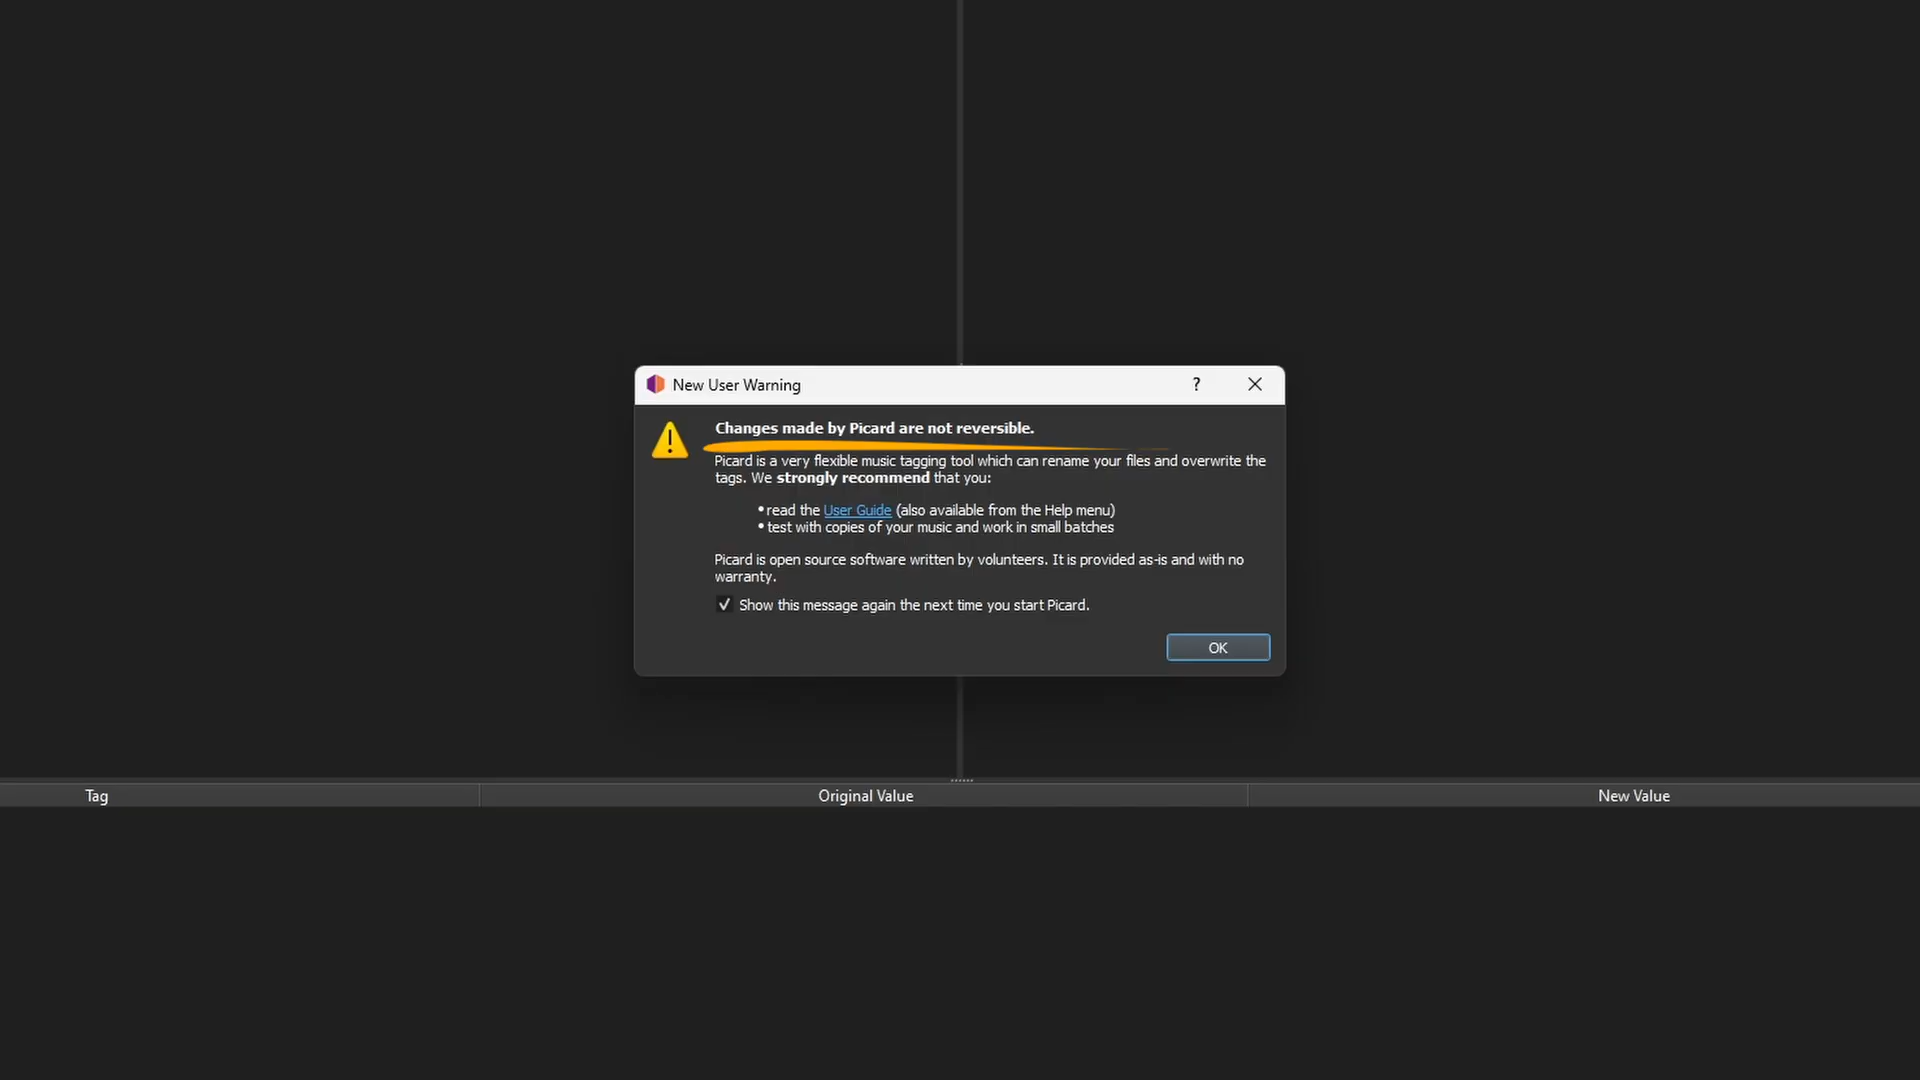 New User Warning
?
Changes made by Picard are not reversible.
Picard is a very flexible music tagging tool which can rename your files and overwrite the
tags. We strongly recommend that you:
• read the User Guide (also available from the Help menu)
• test with copies of your music and work in small batches
Picard is open source software written by volunteers. It is provided as-is and with no
warranty.
Show this message again the next time you start Picard.
OK
Tag Original Value New Value